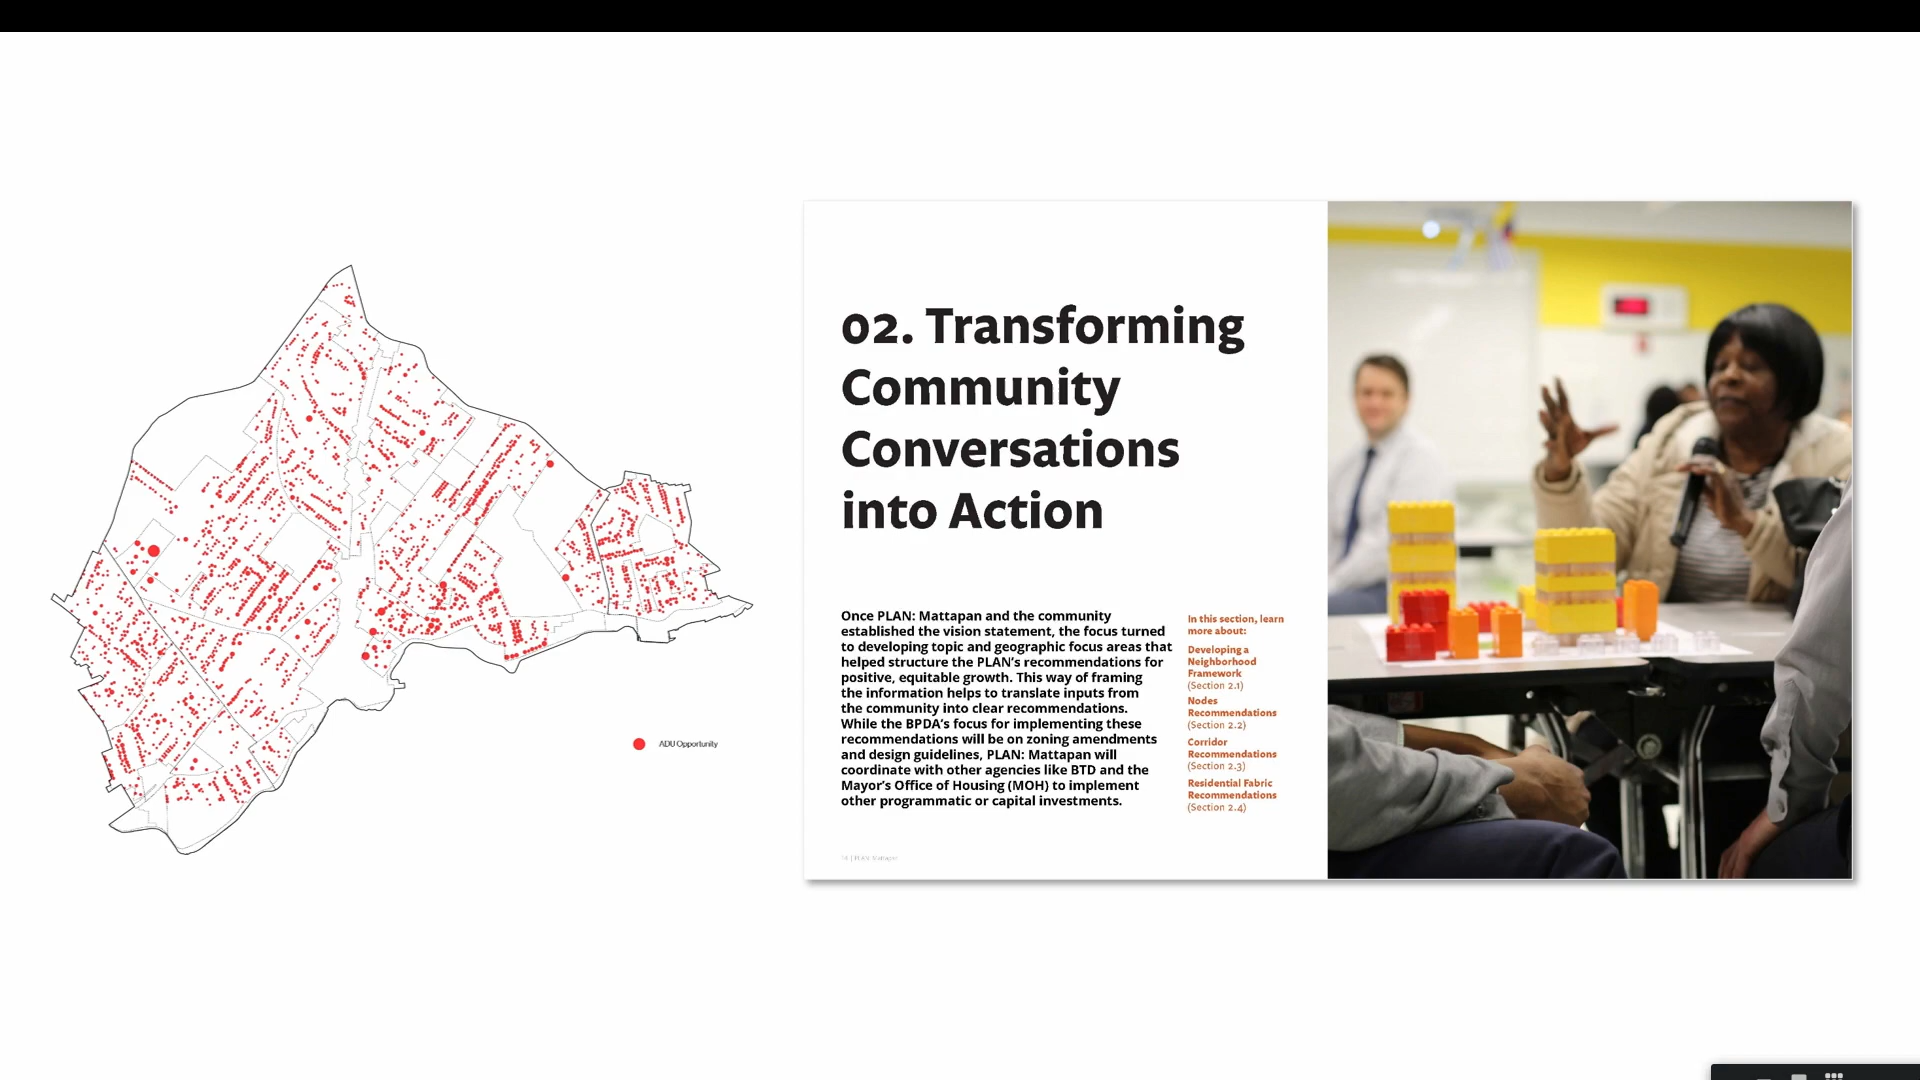 ADU Opportunity
02. Transforming
Community
Conversations
into Action
Once PLAN: Mattapan and the community
established the vision statement, the focus turned
to developing topic and geographic focus areas that
helped structure the PLAN's recommendations for
positive, equitable growth. This way of framing
the information helps to translate inputs from
the community into clear recommendations.
While the BPDA's focus for implementing these
recommendations will be on zoning amendments
and design guidelines, PLAN: Mattapan will
coordinate with other agencies like BTD and the
Mayor's Office of Housing (MOH) to implement
other programmatic or capital investments.
In this section, learn
more about:
Developing a
Neighborhood
Framework
(Section 2.1)
Nodes
Recommendations
(Section 2.2)
Corridor
Recommendations
(Section 2.3)
Residential Fabric
Recommendations
(Section 2.4)
| PLAN: Mattapan